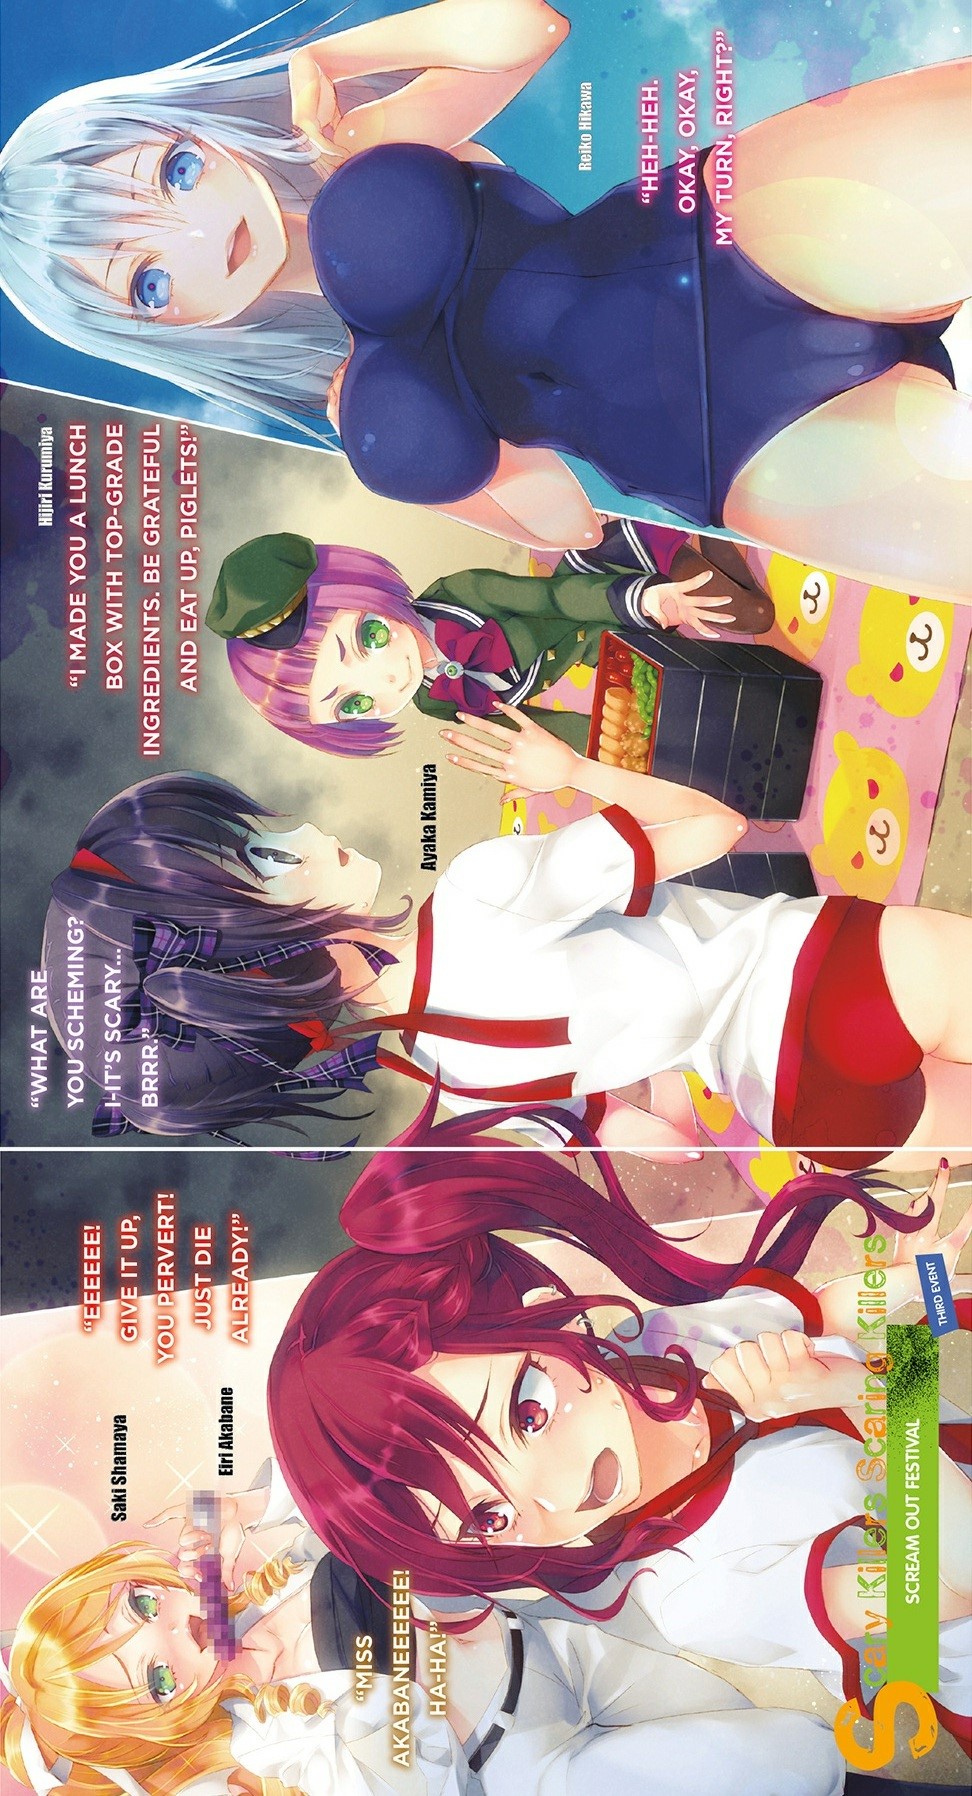 "MISS
AKABANEEEEEE!
HA-HA!"
Saki Shamaya
Eiri Akabane
"EEEEEE!
GIVE IT UP,
YOU PERVERT!
JUST DIE
ALREADY!"
Scary Killers Scaring Killers
SCREAM OUT FESTIVAL
THIRD EVENT
"WHAT ARE
YOU SCHEMING?
I-IT'S SCARY...
BRRR."
Ayaka Kamiya
Hijiri Kurumiya
"I MADE YOU A LUNCH
BOX WITH TOP-GRADE
INGREDIENTS. BE GRATEFUL
AND EAT UP, PIGLETS!"
Reiko Hikawa
"HEH-HEH.
OKAY, OKAY,
MY TURN, RIGHT?"